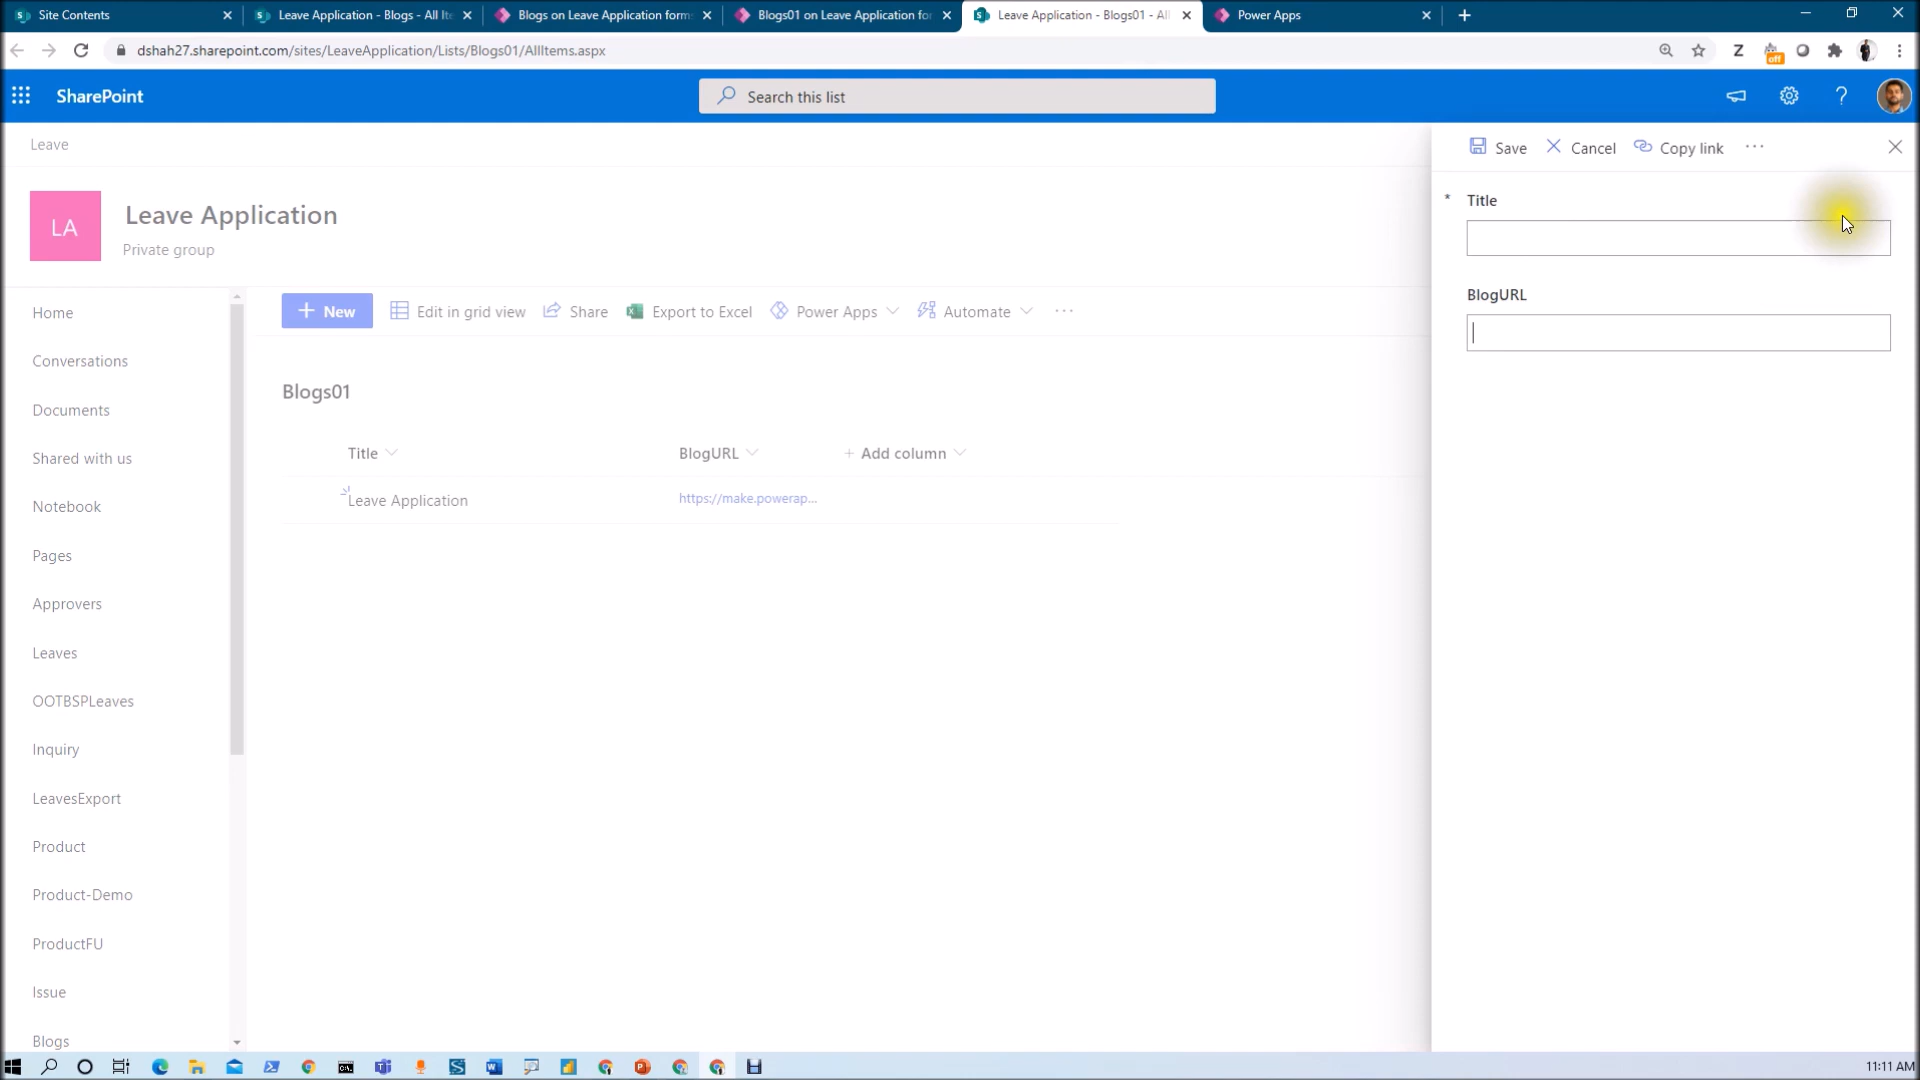 Site Contents
Leave Application - Blogs - All Ite
Blogs on Leave Application form
Blogs01 on Leave Application for
Leave Application - Blogs01 - All
Power Apps
dshah27.sharepoint.com/sites/LeaveApplication/Lists/Blogs01/AllItems.aspx
Z
off
SharePoint
Search this list
?
Leave
Save
Cancel
Copy link
LA
Leave Application
Private group
* Title
BlogURL
Home
Conversations
Documents
Shared with us
Notebook
Pages
Approvers
Leaves
OOTBSPLeaves
Inquiry
LeavesExport
Product
Product-Demo
ProductFU
Issue
Blogs
+ New
Edit in grid view
Share
Export to Excel
Power Apps
Automate
Blogs01
Title
BlogURL
+ Add column
Leave Application
https://make.powerap...
11:11 AM